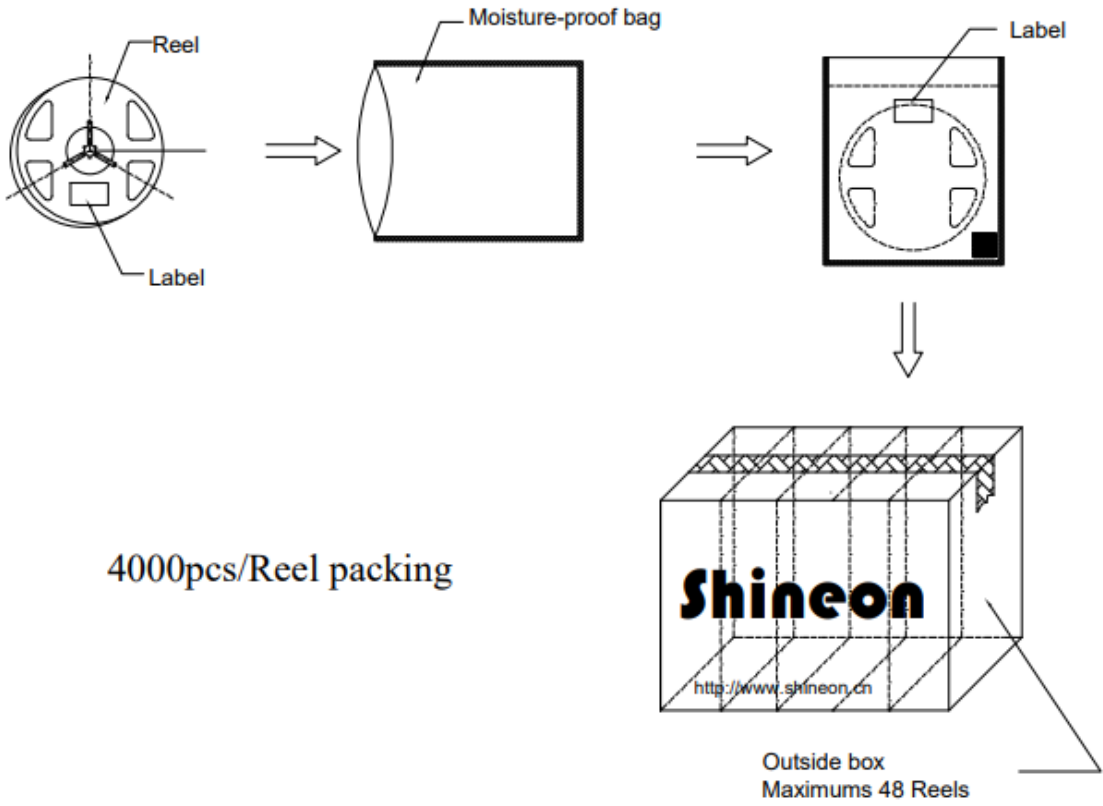 Moisture-proof bag
Reel
Label
Label
4000pcs/Reel packing
Shineon
http://www.shineon.cn
Outside box
Maximums 48 Reels